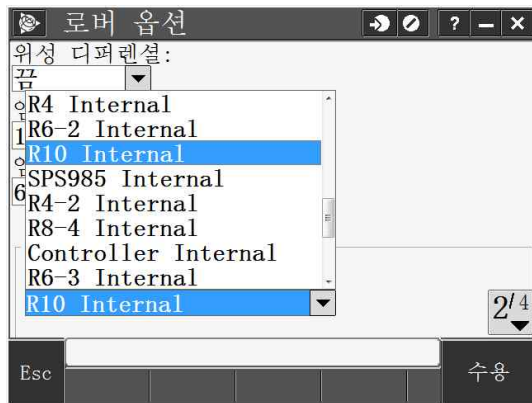 로버 옵션
? – ×
위성 디퍼렌셜:
끔
R4 Internal
R6-2 Internal
R10 Internal
SPS985 Internal
R4-2 Internal
R8-4 Internal
Controller Internal
R6-3 Internal
R10 Internal
2/4
Esc
수용